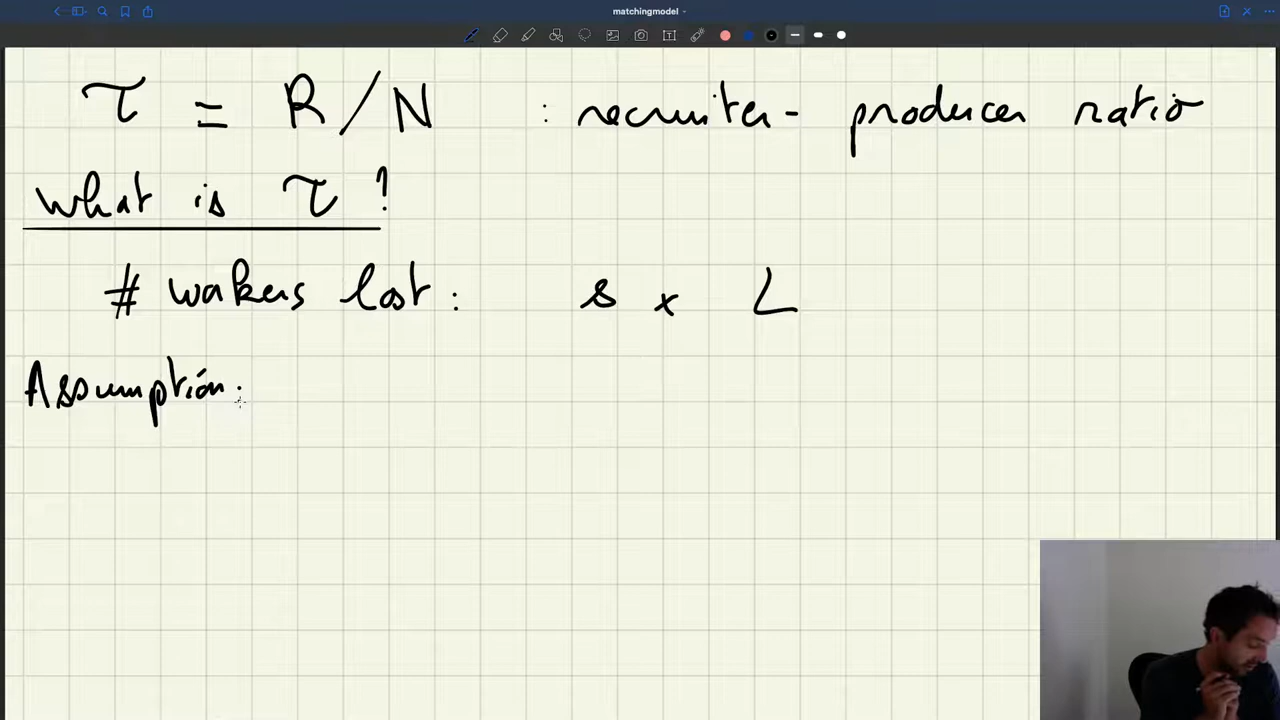 matchingmodel
τ = R/N : recruiter-producer ratio
What is τ?
# workers lost: s × L
Assumption: